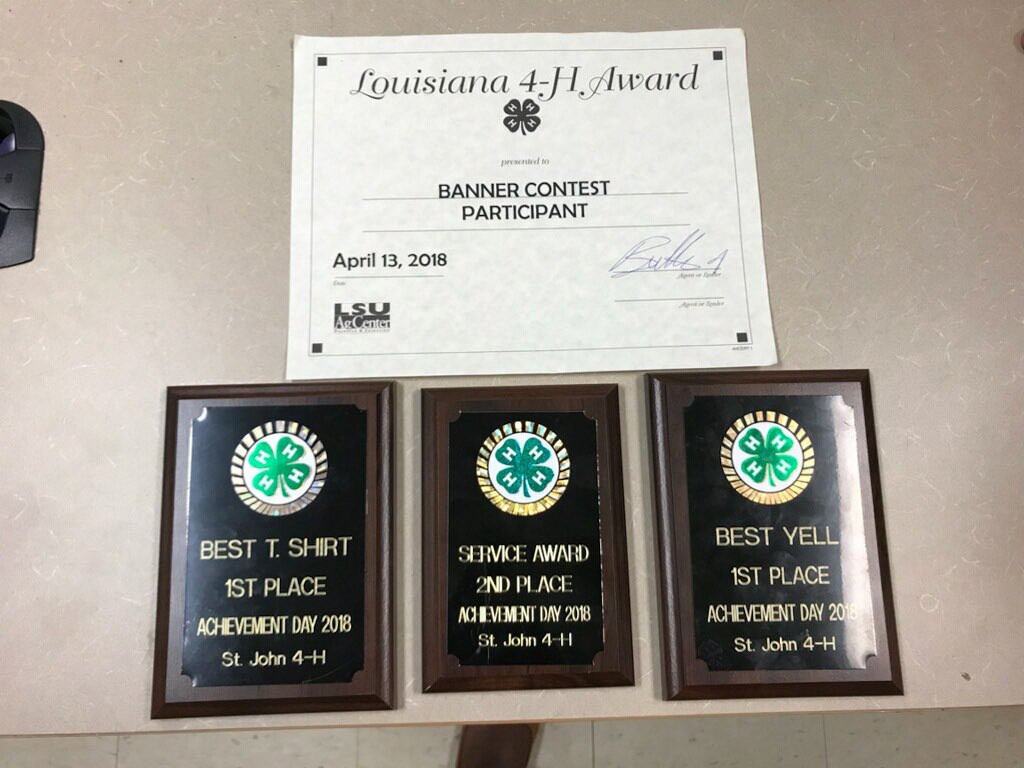 Louisiana 4-H Award
H H H H
presented to
BANNER CONTEST
PARTICIPANT
April 13, 2018
Date
Agent or Leader
Agent or Leader
LSU
AgCenter
Research & Extension
H H H H
BEST T. SHIRT
1ST PLACE
ACHIEVEMENT DAY 2018
St. John 4-H
H H H H
SERVICE AWARD
2ND PLACE
ACHIEVEMENT DAY 2018
St. John 4-H
H H H H
BEST YELL
1ST PLACE
ACHIEVEMENT DAY 2018
St. John 4-H